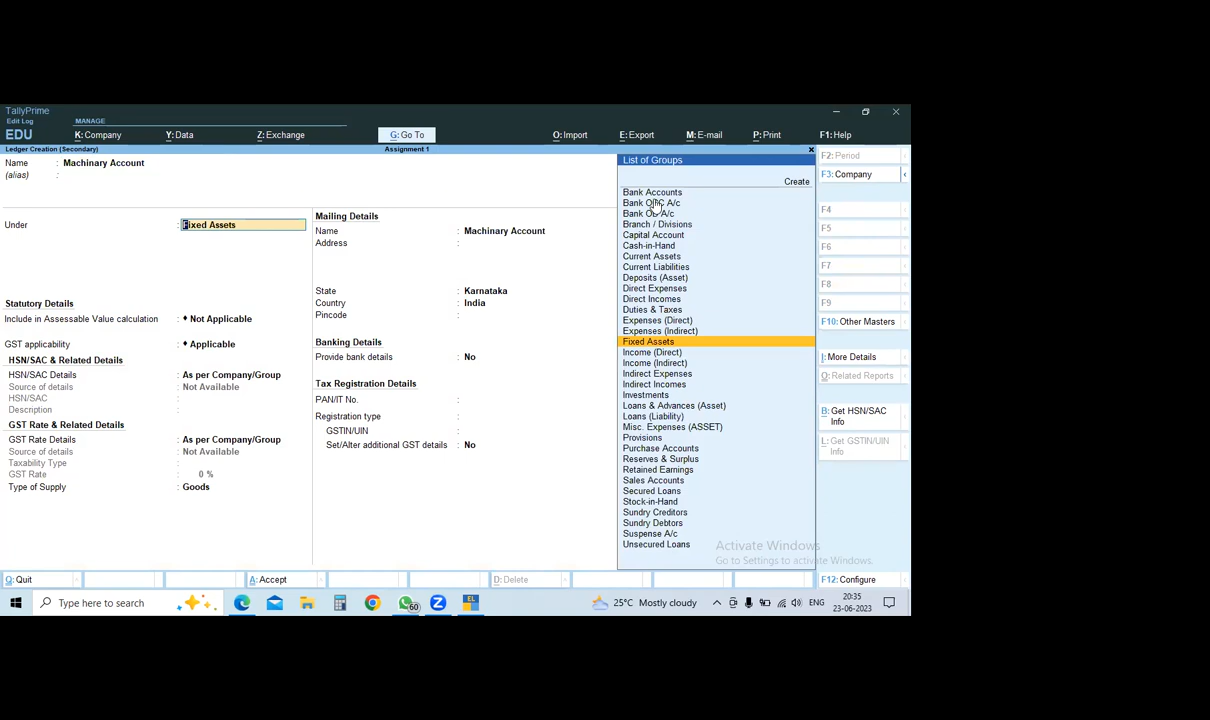 TallyPrime
Edit Log
EDU
MANAGE
K: Company
Y: Data
Z: Exchange
G: Go To
O: Import
E: Export
M: E-mail
P: Print
F1: Help
Ledger Creation (Secondary)
Assignment 1
Name : Machinary Account
(alias) :
Under : Fixed Assets
Statutory Details
Include in Assessable Value calculation : ♦ Not Applicable
GST applicability : ♦ Applicable
HSN/SAC & Related Details
HSN/SAC Details : As per Company/Group
Source of details : Not Available
HSN/SAC :
Description :
GST Rate & Related Details
GST Rate Details : As per Company/Group
Source of details : Not Available
Taxability Type :
GST Rate : 0 %
Type of Supply : Goods
Mailing Details
Name : Machinary Account
Address :
State : Karnataka
Country : India
Pincode :
Banking Details
Provide bank details : No
Tax Registration Details
PAN/IT No. :
Registration type :
GSTIN/UIN :
Set/Alter additional GST details : No
List of Groups
Create
Bank Accounts
Bank OCC A/c
Bank OD A/c
Branch / Divisions
Capital Account
Cash-in-Hand
Current Assets
Current Liabilities
Deposits (Asset)
Direct Expenses
Direct Incomes
Duties & Taxes
Expenses (Direct)
Expenses (Indirect)
Fixed Assets
Income (Direct)
Income (Indirect)
Indirect Expenses
Indirect Incomes
Investments
Loans & Advances (Asset)
Loans (Liability)
Misc. Expenses (ASSET)
Provisions
Purchase Accounts
Reserves & Surplus
Retained Earnings
Sales Accounts
Secured Loans
Stock-in-Hand
Sundry Creditors
Sundry Debtors
Suspense A/c
Unsecured Loans
F2: Period
F3: Company
F4
F5
F6
F7
F8
F9
F10: Other Masters
I: More Details
O: Related Reports
B: Get HSN/SAC
Info
L: Get GSTIN/UIN
Info
Activate Windows
Go to Settings to activate Windows.
Q: Quit
A: Accept
D: Delete
F12: Configure
Type here to search
60
EL
25°C Mostly cloudy
ENG
20:35
23-06-2023